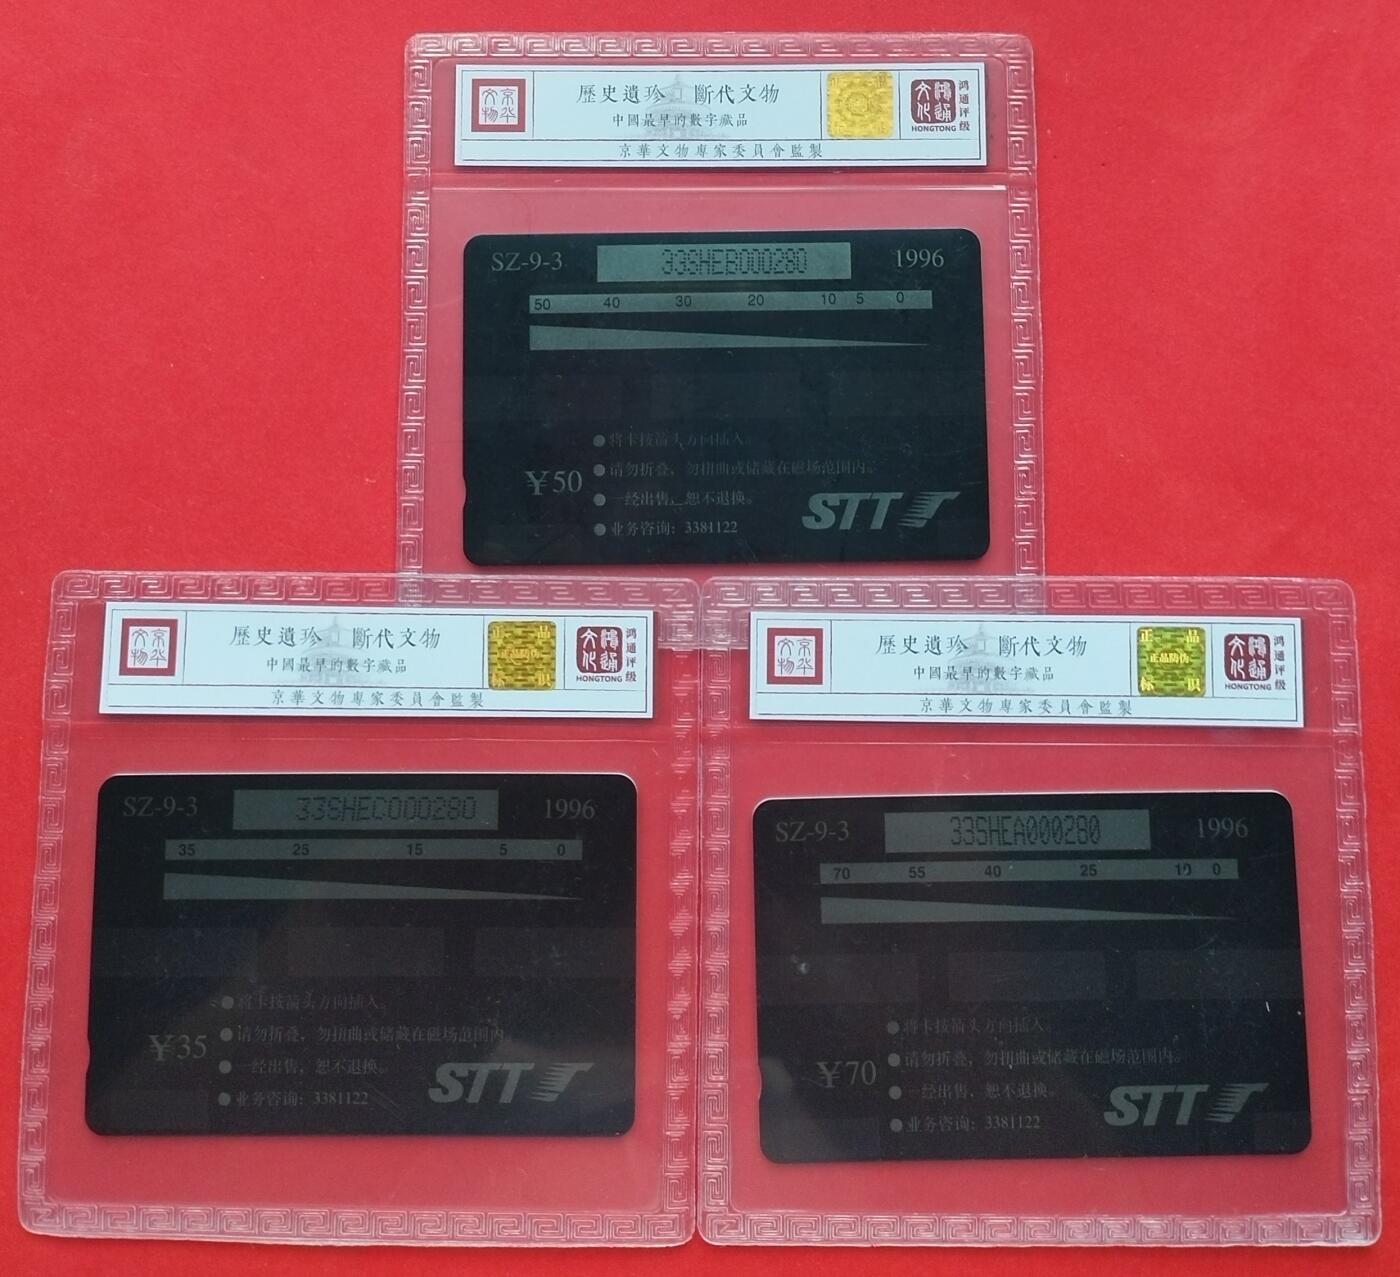 京华文物
歷史遺珍 斷代文物
中國最早的數字藏品
京華文物專家委員會監製
鴻通文化
HONGTONG
鸿通评级
SZ-9-3
33SHEB000280
1996
50 40 30 20 10 5 0
●将卡按箭头方向插入。
●请勿折叠，勿扭曲或储藏在磁场范围内。
¥50
●一经出售，恕不退换。
●业务咨询：3381122
STT
京华文物
歷史遺珍 斷代文物
中國最早的數字藏品
京華文物專家委員會監製
正品
正品防伪
标识
鴻通文化
HONGTONG
鸿通评级
SZ-9-3
33SHEC000280
1996
35 25 15 5 0
●将卡按箭头方向插入。
●请勿折叠，勿扭曲或储藏在磁场范围内。
¥35
●一经出售，恕不退换。
●业务咨询：3381122
STT
京华文物
歷史遺珍 斷代文物
中國最早的數字藏品
京華文物專家委員會監製
正品
正品防伪
标识
鴻通文化
HONGTONG
鸿通评级
SZ-9-3
33SHEA000280
1996
70 55 40 25 10 0
●将卡按箭头方向插入。
●请勿折叠，勿扭曲或储藏在磁场范围内。
¥70
●一经出售，恕不退换。
●业务咨询：3381122
STT